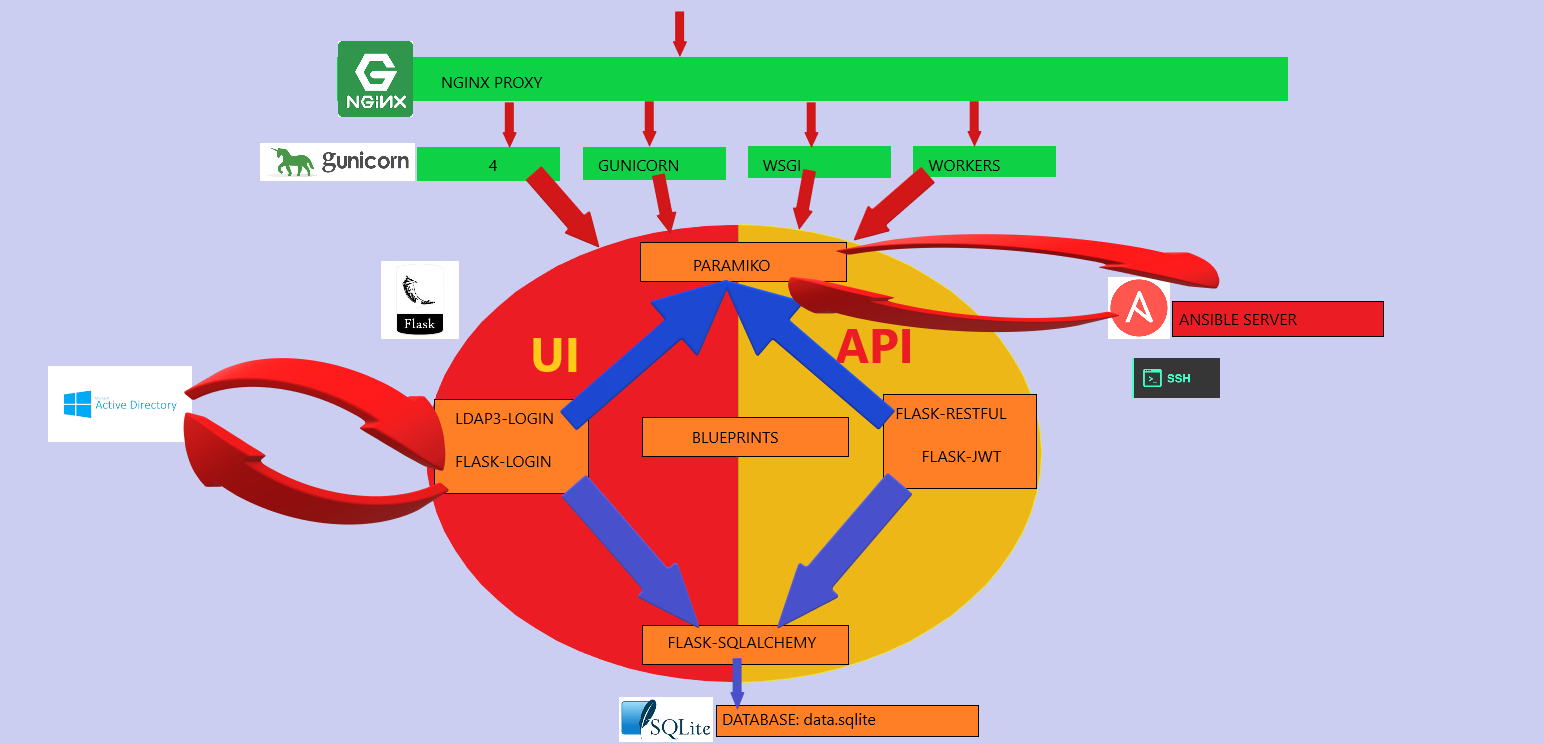 NGINX
NGINX PROXY
gunicorn
4
GUNICORN
WSGI
WORKERS
PARAMIKO
Flask
UI
API
ANSIBLE SERVER
SSH
Active Directory
LDAP3-LOGIN
FLASK-LOGIN
BLUEPRINTS
FLASK-RESTFUL
FLASK-JWT
FLASK-SQLALCHEMY
SQLite
DATABASE: data.sqlite